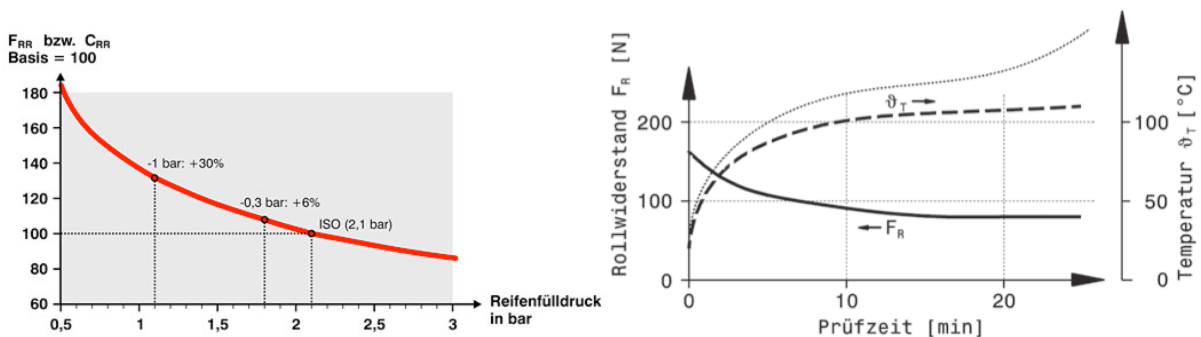 F_RR bzw. C_RR
Basis = 100
180
160
140
120
100
80
60
-1 bar: +30%
-0,3 bar: +6%
ISO (2,1 bar)
0,5
1
1,5
2
2,5
3
Reifenfülldruck
in bar
Rollwiderstand F_R [N]
200
100
0
ϑ_T →
← F_R
0
10
20
Prüfzeit [min]
100
50
0
Temperatur ϑ_T [°C]